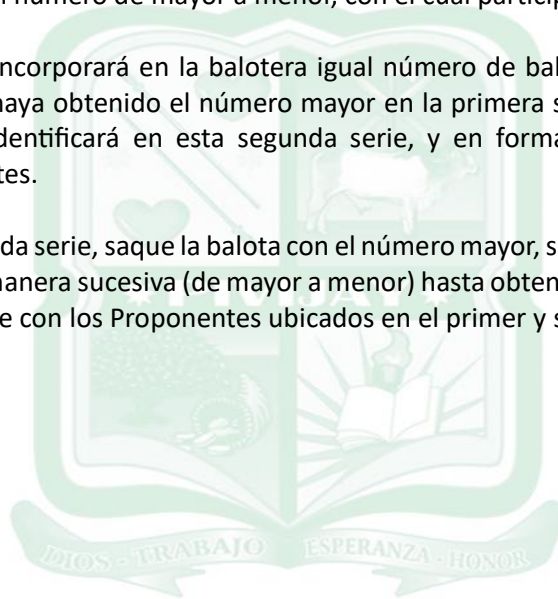 número de mayor a menor, con el cual particip
ncorporará en la balotera igual número de bal
haya obtenido el número mayor en la primera s
dentificará en esta segunda serie, y en forma
tes.
da serie, saque la balota con el número mayor, s
manera sucesiva (de mayor a menor) hasta obten
e con los Proponentes ubicados en el primer y s
PIVIJAY
DIOS - TRABAJO ESPERANZA - HONOR